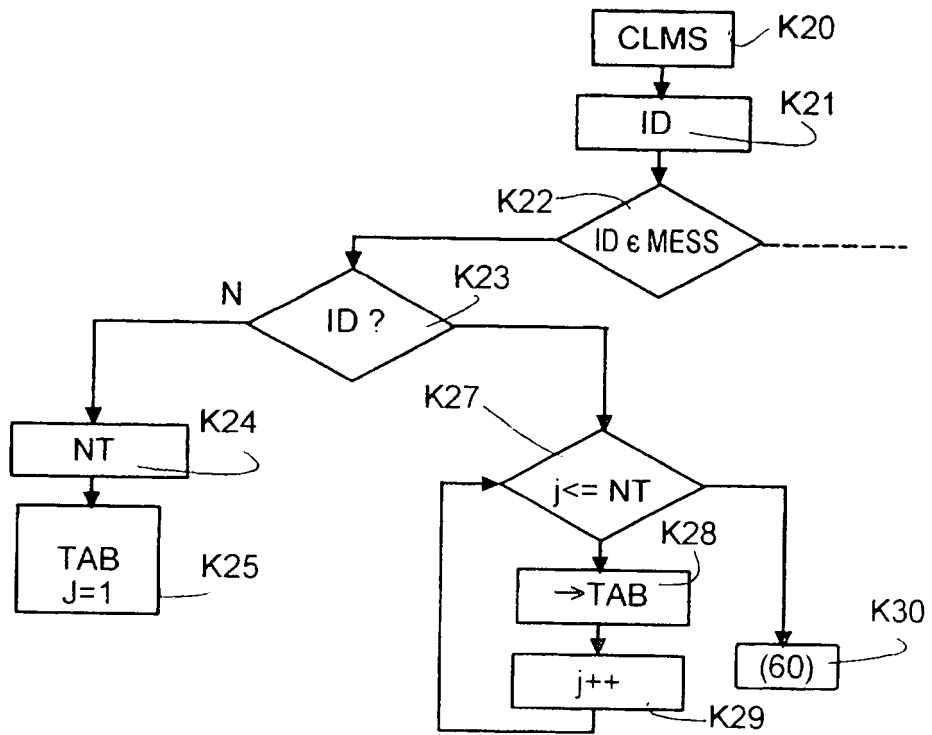 CLMS
K20
ID
K21
K22
ID ϵ MESS
N
ID ?
K23
K27
K24
NT
j<= NT
TAB
J=1
K25
K28
→TAB
K30
(60)
j++
K29